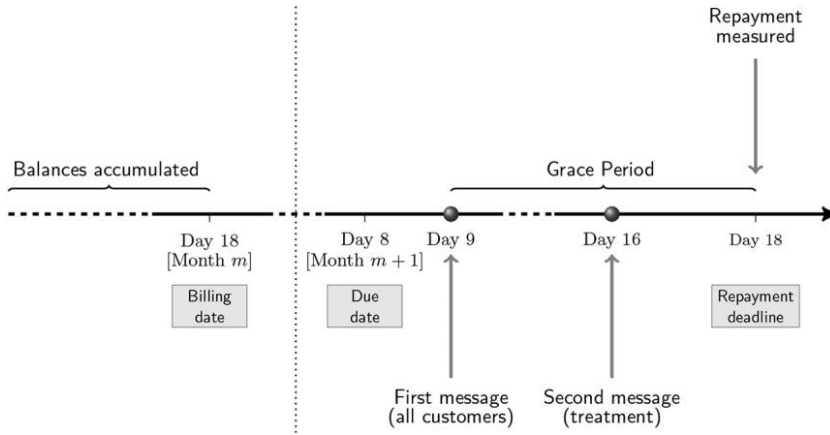 Repayment
measured
Balances accumulated
Grace Period
Day 18
[Month m]
Day 8
[Month m + 1]
Day 9
Day 16
Day 18
Billing
date
Due
date
Repayment
deadline
First message
(all customers)
Second message
(treatment)